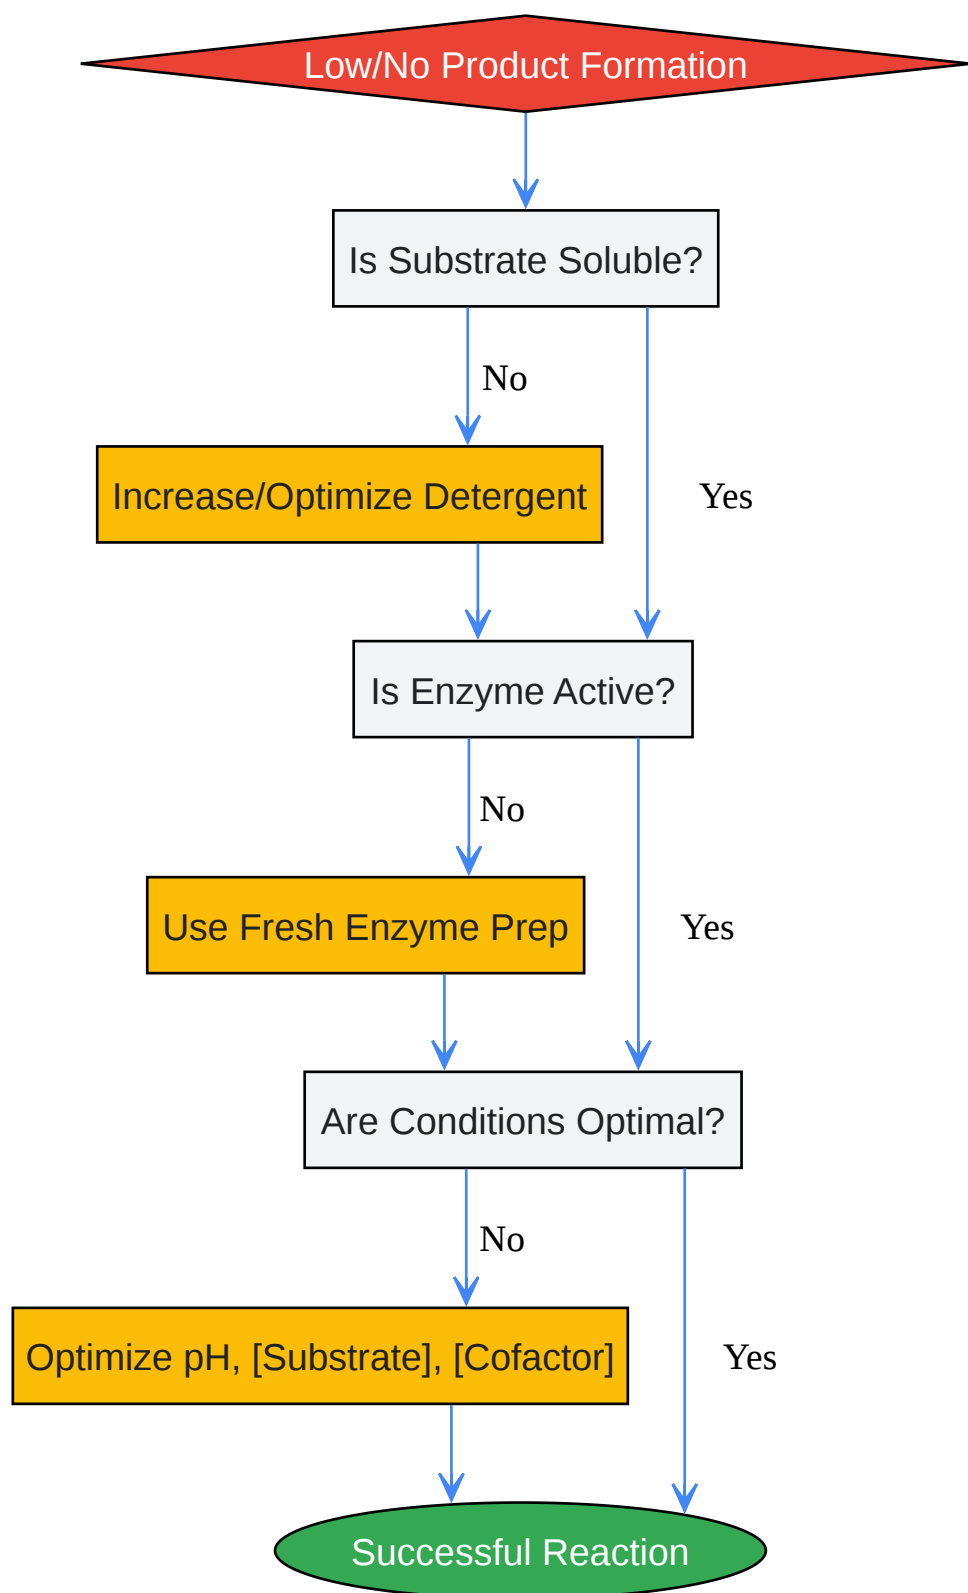 Low/No Product Formation
Is Substrate Soluble?
No
Increase/Optimize Detergent
Yes
Is Enzyme Active?
No
Use Fresh Enzyme Prep
Yes
Are Conditions Optimal?
No
Optimize pH, [Substrate], [Cofactor]
Yes
Successful Reaction